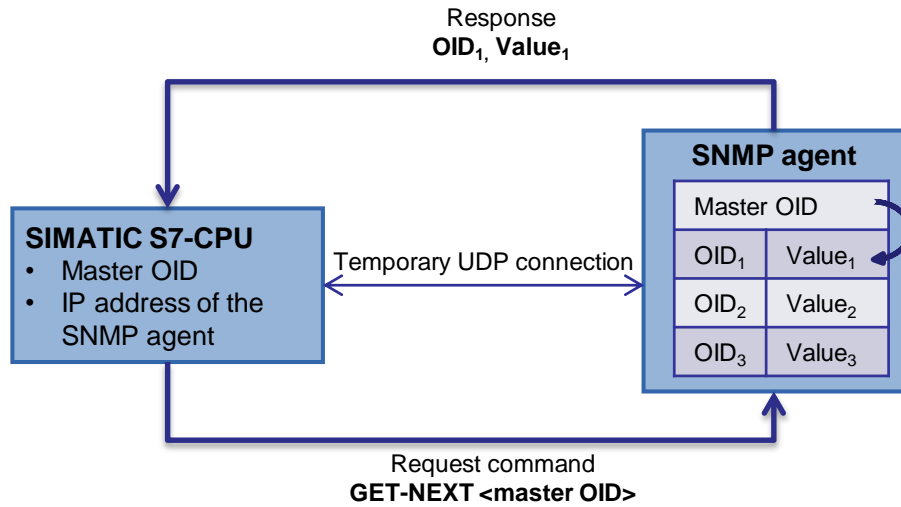 Response
OID₁, Value₁
SNMP agent
Master OID
OID₁ Value₁
OID₂ Value₂
OID₃ Value₃
SIMATIC S7-CPU
• Master OID
• IP address of the
SNMP agent
Temporary UDP connection
Request command
GET-NEXT <master OID>